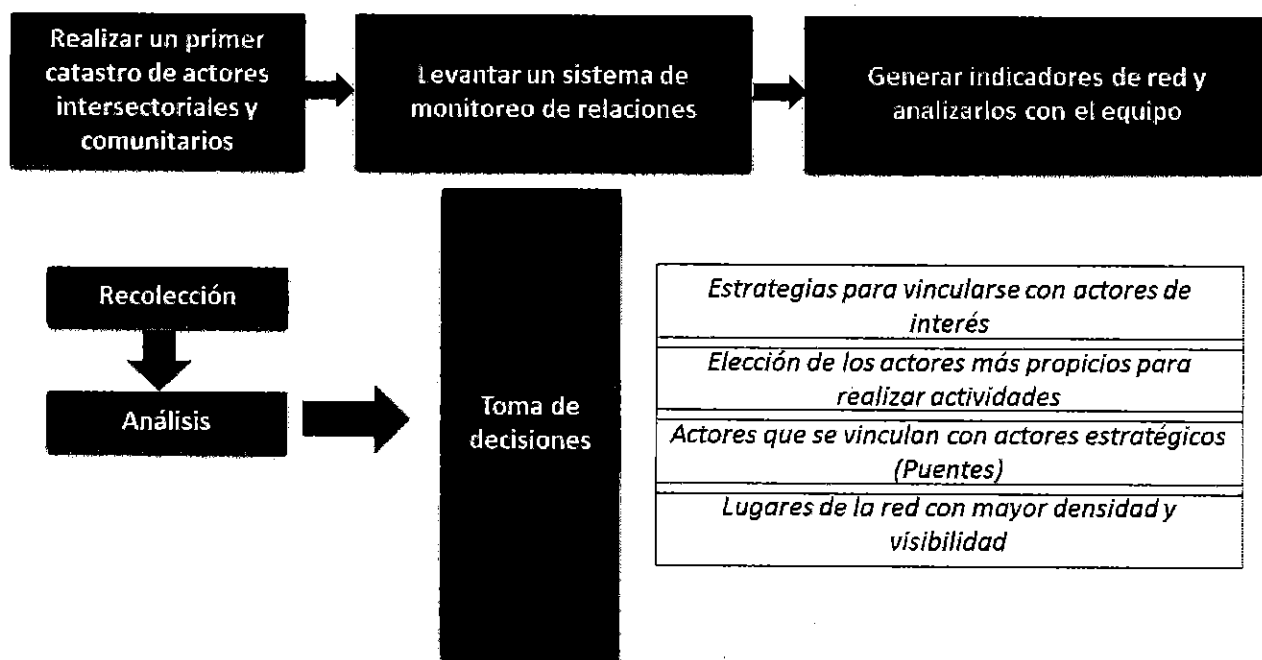 Realizar un primer
catastro de actores
intersectoriales y
comunitarios
Levantar un sistema de
monitoreo de relaciones
Generar indicadores de red y
analizarlos con el equipo
Recolección
Análisis
Toma de
decisiones
Estrategias para vincularse con actores de
interés
Elección de los actores más propicios para
realizar actividades
Actores que se vinculan con actores estratégicos
(Puentes)
Lugares de la red con mayor densidad y
visibilidad